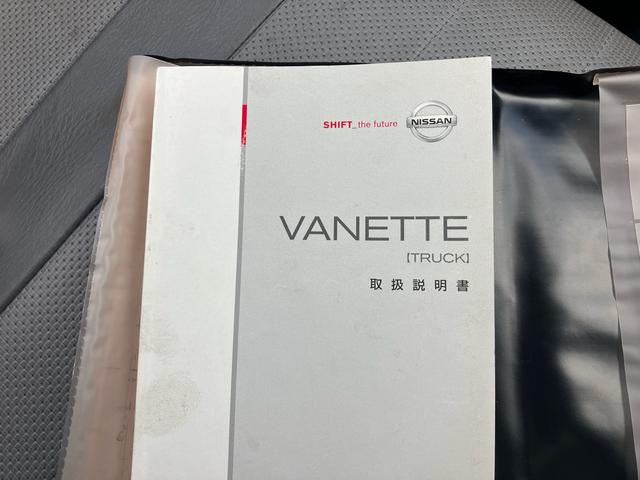 SHIFT_the future
NISSAN
VANETTE
[TRUCK]
取扱説明書